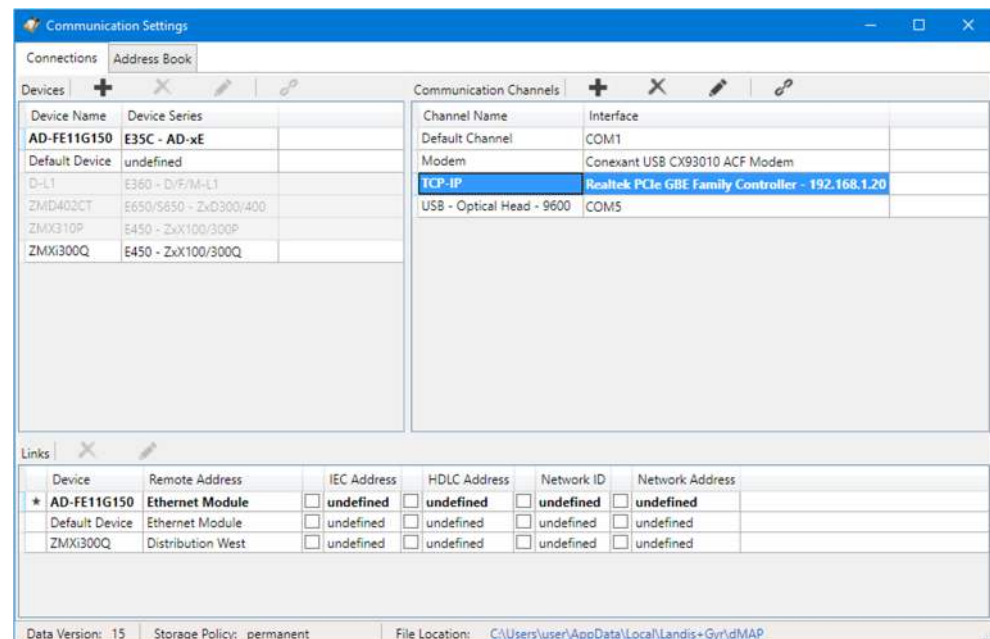 Communication Settings
Connections Address Book
Devices
Device Name Device Series
AD-FE11G150 E35C - AD-xE
Default Device undefined
D-L1 E360 - D/F/M-L1
ZMD402CT E650/S650 - ZxD300/400
ZMX310P E450 - ZxX100/300P
ZMXi300Q E450 - ZxX100/300Q
Communication Channels
Channel Name Interface
Default Channel COM1
Modem Conexant USB CX93010 ACF Modem
TCP-IP Realtek PCIe GBE Family Controller - 192.168.1.20
USB - Optical Head - 9600 COM5
Links
Device Remote Address IEC Address HDLC Address Network ID Network Address
★ AD-FE11G150 Ethernet Module undefined undefined undefined undefined
Default Device Ethernet Module undefined undefined undefined undefined
ZMXi300Q Distribution West undefined undefined undefined undefined
Data Version: 15 Storage Policy: permanent File Location: C:\Users\user\AppData\Local\Landis+Gyr\dMAP